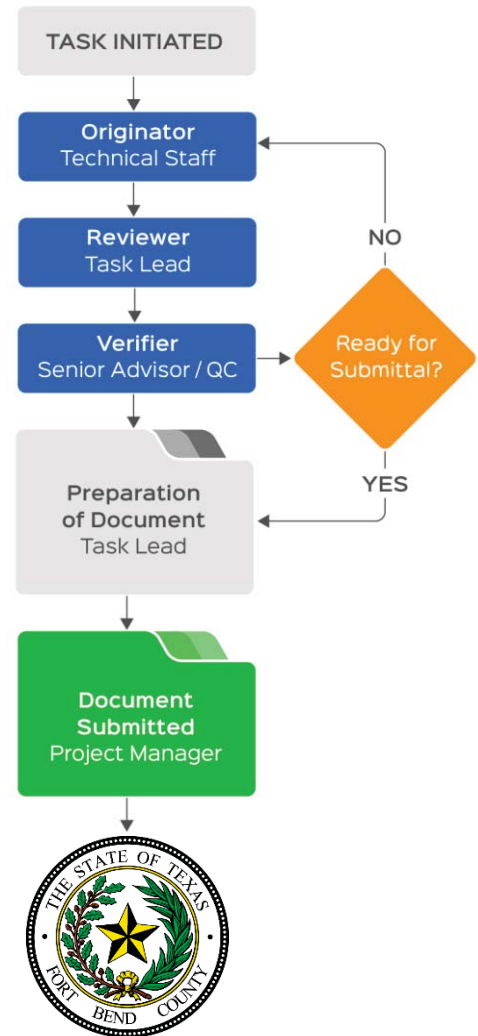 TASK INITIATED
Originator
Technical Staff
NO
Reviewer
Task Lead
Verifier
Senior Advisor / QC
Ready for
Submittal?
YES
Preparation
of Document
Task Lead
Document
Submitted
Project Manager
THE STATE OF TEXAS
FORT BEND COUNTY